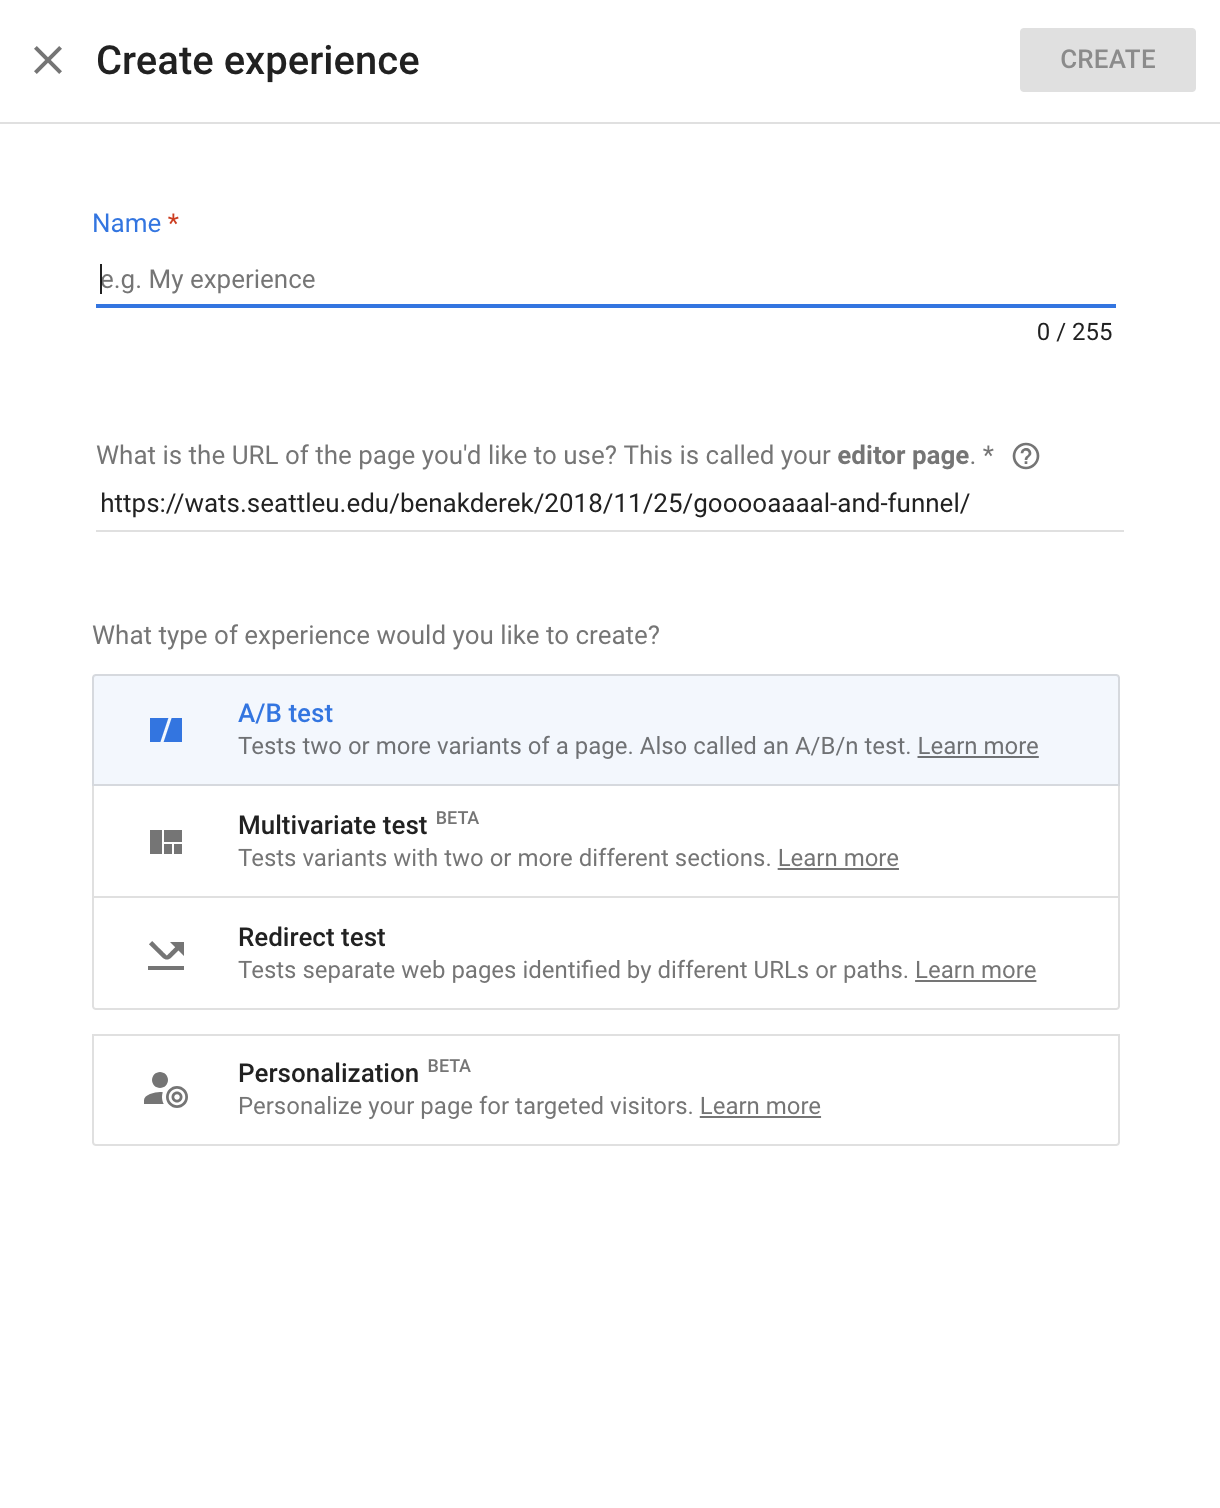 Create experience
CREATE
Name *
e.g. My experience
0 / 255
What is the URL of the page you'd like to use? This is called your editor page. *
https://wats.seattleu.edu/benakderek/2018/11/25/gooooaaaal-and-funnel/
What type of experience would you like to create?
A/B test
Tests two or more variants of a page. Also called an A/B/n test. Learn more
Multivariate test BETA
Tests variants with two or more different sections. Learn more
Redirect test
Tests separate web pages identified by different URLs or paths. Learn more
Personalization BETA
Personalize your page for targeted visitors. Learn more